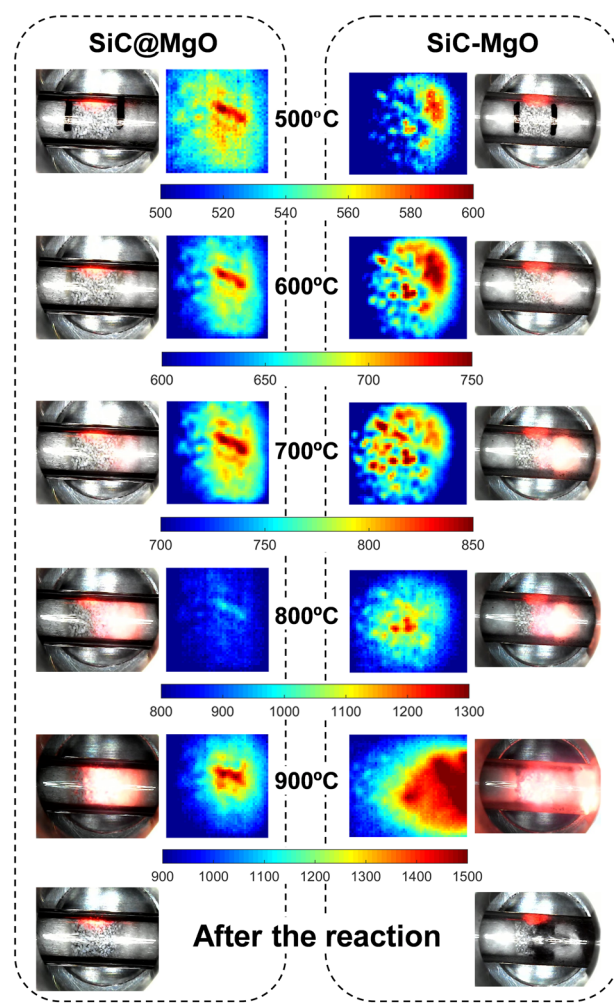 SiC@MgO SiC-MgO
500°C
500 520 540 560 580 600
600ºC
600 650 700 750
700ºC
700 750 800 850
800ºC
800 900 1000 1100 1200 1300
900ºC
900 1000 1100 1200 1300 1400 1500
After the reaction